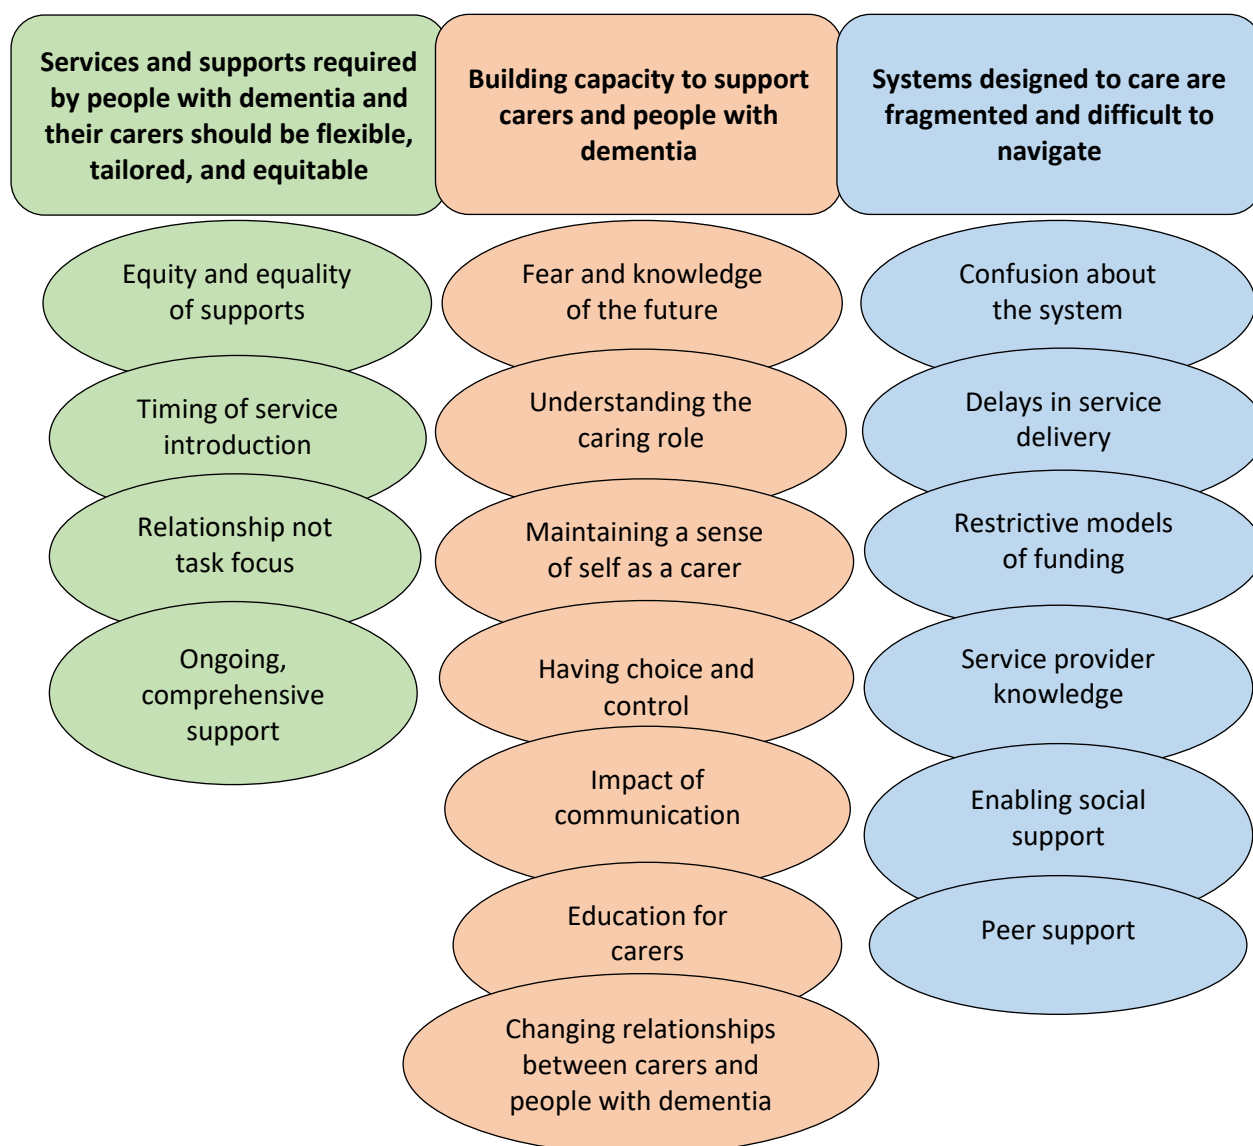 Services and supports required
by people with dementia and
their carers should be flexible,
tailored, and equitable
Equity and equality
of supports
Timing of service
introduction
Relationship not
task focus
Ongoing,
comprehensive
support
Building capacity to support
carers and people with
dementia
Fear and knowledge
of the future
Understanding the
caring role
Maintaining a sense
of self as a carer
Having choice and
control
Impact of
communication
Education for
carers
Changing relationships
between carers and
people with dementia
Systems designed to care are
fragmented and difficult to
navigate
Confusion about
the system
Delays in service
delivery
Restrictive models
of funding
Service provider
knowledge
Enabling social
support
Peer support